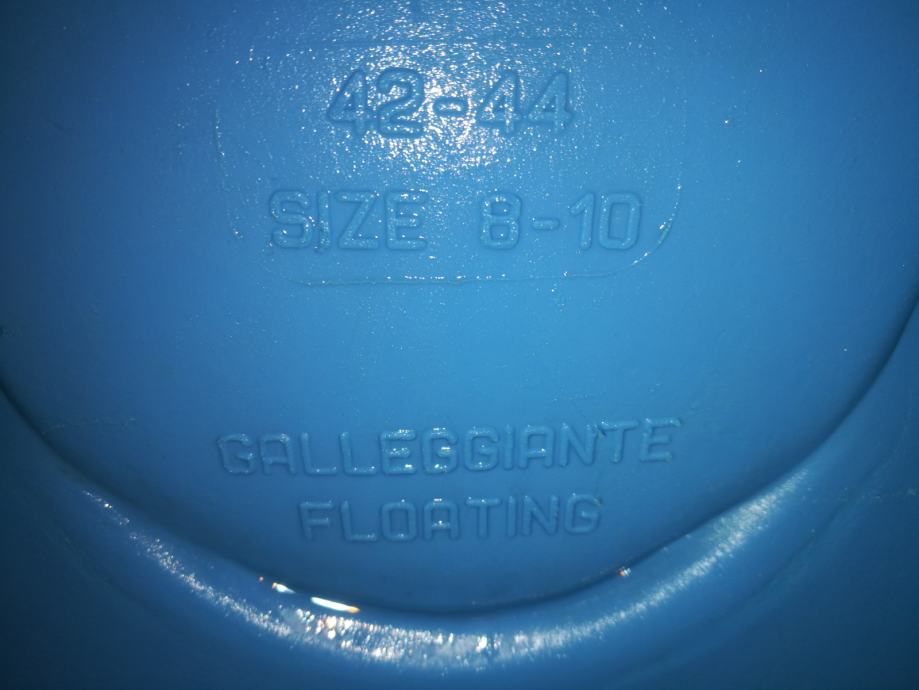 42-44
SIZE 8-10
GALLEGGIANTE
FLOATING